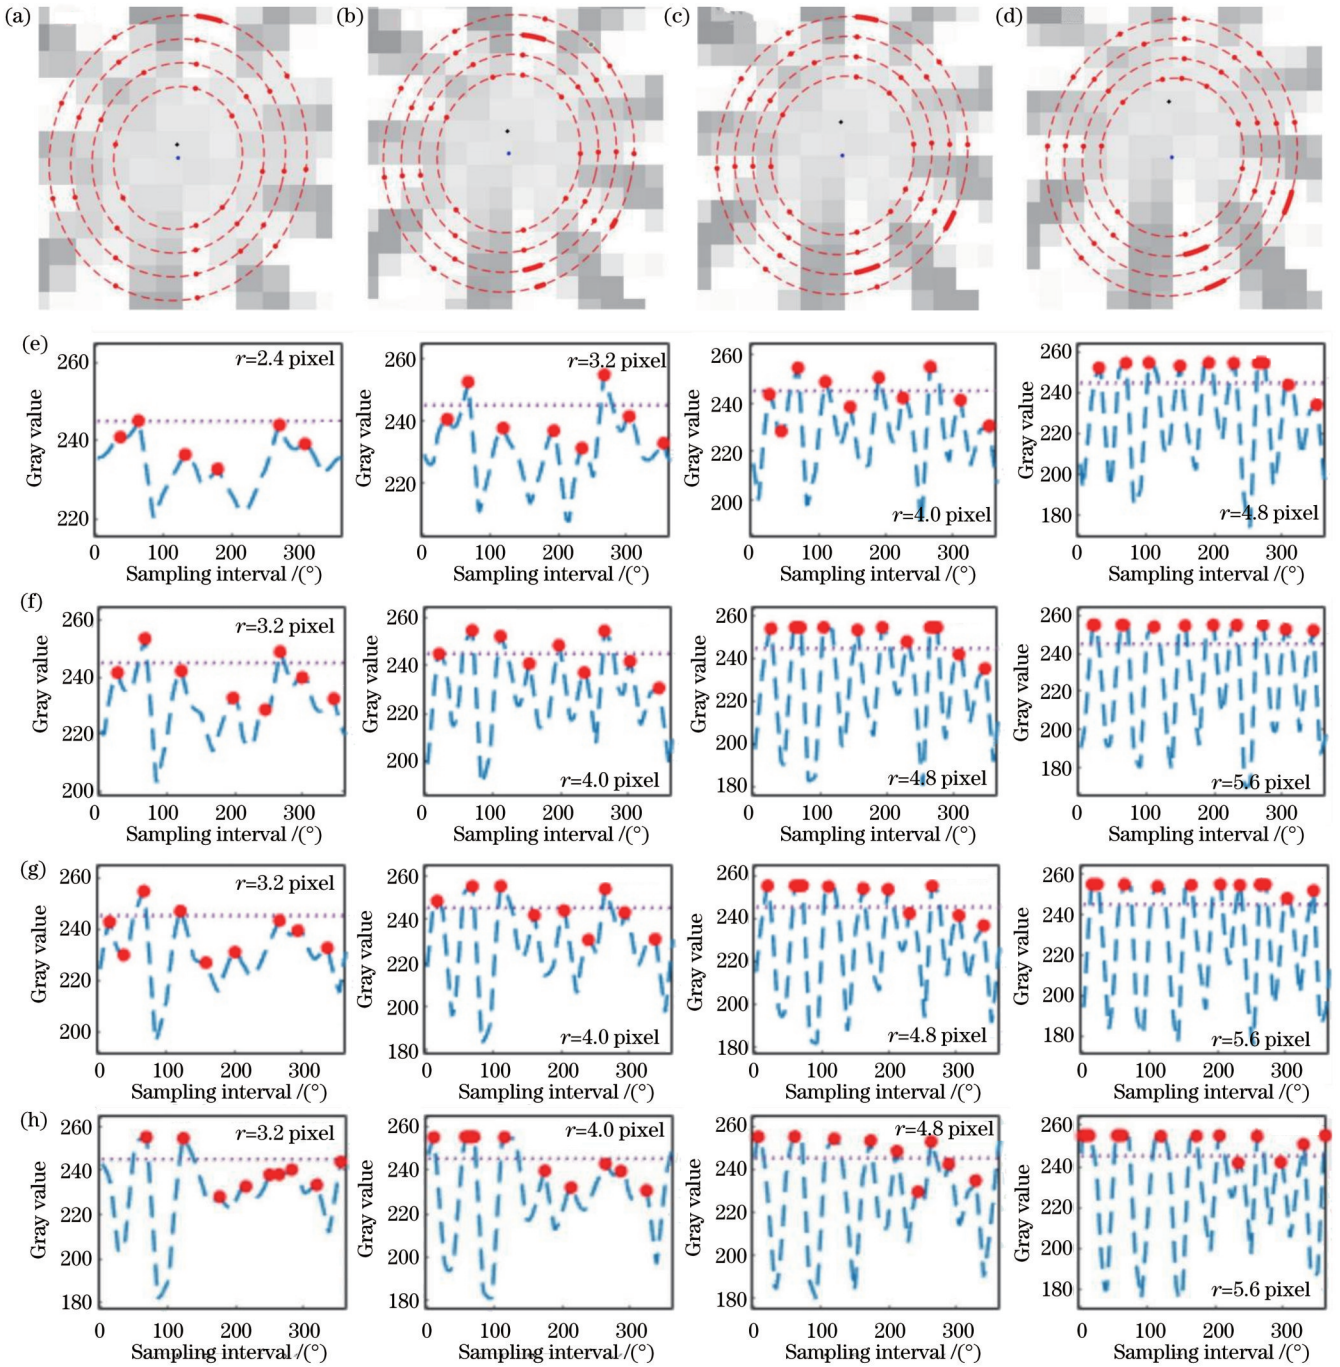 (a) (b) (c) (d)
(e)
260
240
220
Gray value
r=2.4 pixel
0 100 200 300
Sampling interval /(°)
260
240
220
Gray value
r=3.2 pixel
0 100 200 300
Sampling interval /(°)
260
240
220
200
Gray value
r=4.0 pixel
0 100 200 300
Sampling interval /(°)
260
240
220
200
180
Gray value
r=4.8 pixel
0 100 200 300
Sampling interval /(°)
(f)
260
240
220
200
Gray value
r=3.2 pixel
0 100 200 300
Sampling interval /(°)
260
240
220
200
Gray value
r=4.0 pixel
0 100 200 300
Sampling interval /(°)
260
240
220
200
180
Gray value
r=4.8 pixel
0 100 200 300
Sampling interval /(°)
260
240
220
200
180
Gray value
r=5.6 pixel
0 100 200 300
Sampling interval /(°)
(g)
260
240
220
200
Gray value
r=3.2 pixel
0 100 200 300
Sampling interval /(°)
260
240
220
200
180
Gray value
r=4.0 pixel
0 100 200 300
Sampling interval /(°)
260
240
220
200
180
Gray value
r=4.8 pixel
0 100 200 300
Sampling interval /(°)
260
240
220
200
180
Gray value
r=5.6 pixel
0 100 200 300
Sampling interval /(°)
(h)
260
240
220
200
180
Gray value
r=3.2 pixel
0 100 200 300
Sampling interval /(°)
260
240
220
200
180
Gray value
r=4.0 pixel
0 100 200 300
Sampling interval /(°)
260
240
220
200
180
Gray value
r=4.8 pixel
0 100 200 300
Sampling interval /(°)
260
240
220
200
180
Gray value
r=5.6 pixel
0 100 200 300
Sampling interval /(°)